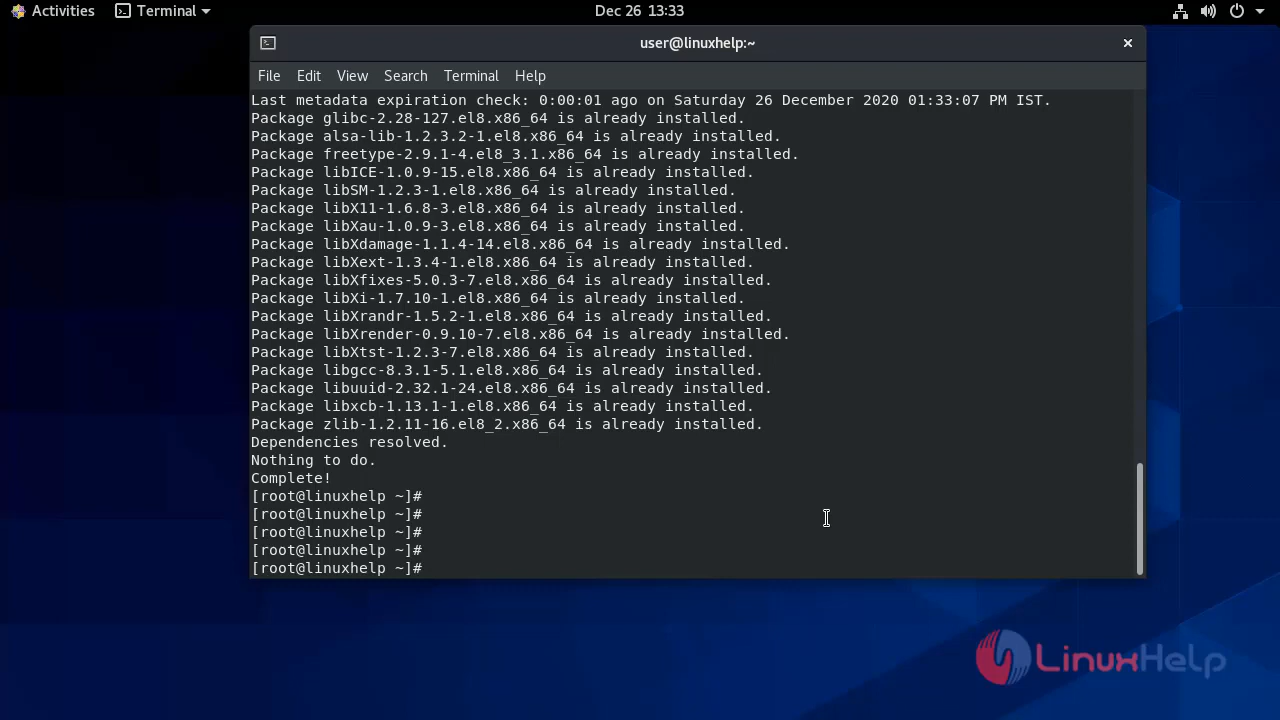 Activities Terminal Dec 26 13:33
user@linuxhelp:~
File Edit View Search Terminal Help
Last metadata expiration check: 0:00:01 ago on Saturday 26 December 2020 01:33:07 PM IST.
Package glibc-2.28-127.el8.x86_64 is already installed.
Package alsa-lib-1.2.3.2-1.el8.x86_64 is already installed.
Package freetype-2.9.1-4.el8_3.1.x86_64 is already installed.
Package libICE-1.0.9-15.el8.x86_64 is already installed.
Package libSM-1.2.3-1.el8.x86_64 is already installed.
Package libX11-1.6.8-3.el8.x86_64 is already installed.
Package libXau-1.0.9-3.el8.x86_64 is already installed.
Package libXdamage-1.1.4-14.el8.x86_64 is already installed.
Package libXext-1.3.4-1.el8.x86_64 is already installed.
Package libXfixes-5.0.3-7.el8.x86_64 is already installed.
Package libXi-1.7.10-1.el8.x86_64 is already installed.
Package libXrandr-1.5.2-1.el8.x86_64 is already installed.
Package libXrender-0.9.10-7.el8.x86_64 is already installed.
Package libXtst-1.2.3-7.el8.x86_64 is already installed.
Package libgcc-8.3.1-5.1.el8.x86_64 is already installed.
Package libuuid-2.32.1-24.el8.x86_64 is already installed.
Package libxcb-1.13.1-1.el8.x86_64 is already installed.
Package zlib-1.2.11-16.el8_2.x86_64 is already installed.
Dependencies resolved.
Nothing to do.
Complete!
[root@linuxhelp ~]#
[root@linuxhelp ~]#
[root@linuxhelp ~]#
[root@linuxhelp ~]#
[root@linuxhelp ~]#
LinuxHelp